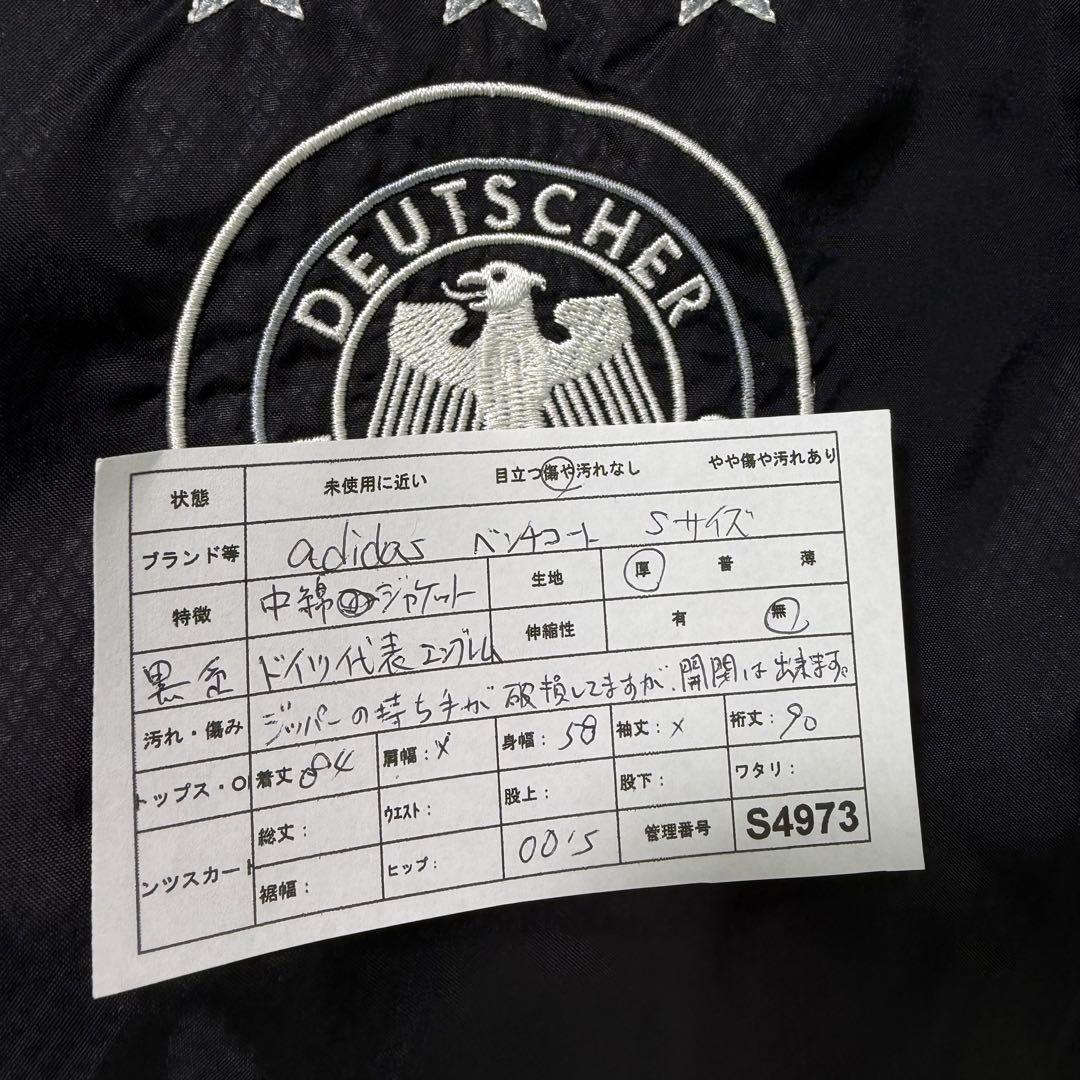 DEUTSCHER
状態 未使用に近い 目立つ傷や汚れなし やや傷や汚れあり
ブランド等 adidas ベンチコート Sサイズ
特徴 中綿 ジャケット 生地 厚 普 薄
黒色 ドイツ代表エンブレム 伸縮性 有 無
汚れ・傷み ジッパーの持ち手が破損してますが、開閉は出来ます。
トップス・O 着丈:84 肩幅:x 身幅:58 袖丈:x 裄丈:90
総丈: ウエスト: 股上: 股下: ワタリ:
ンツスカート 裾幅: ヒップ: 00's 管理番号 S4973